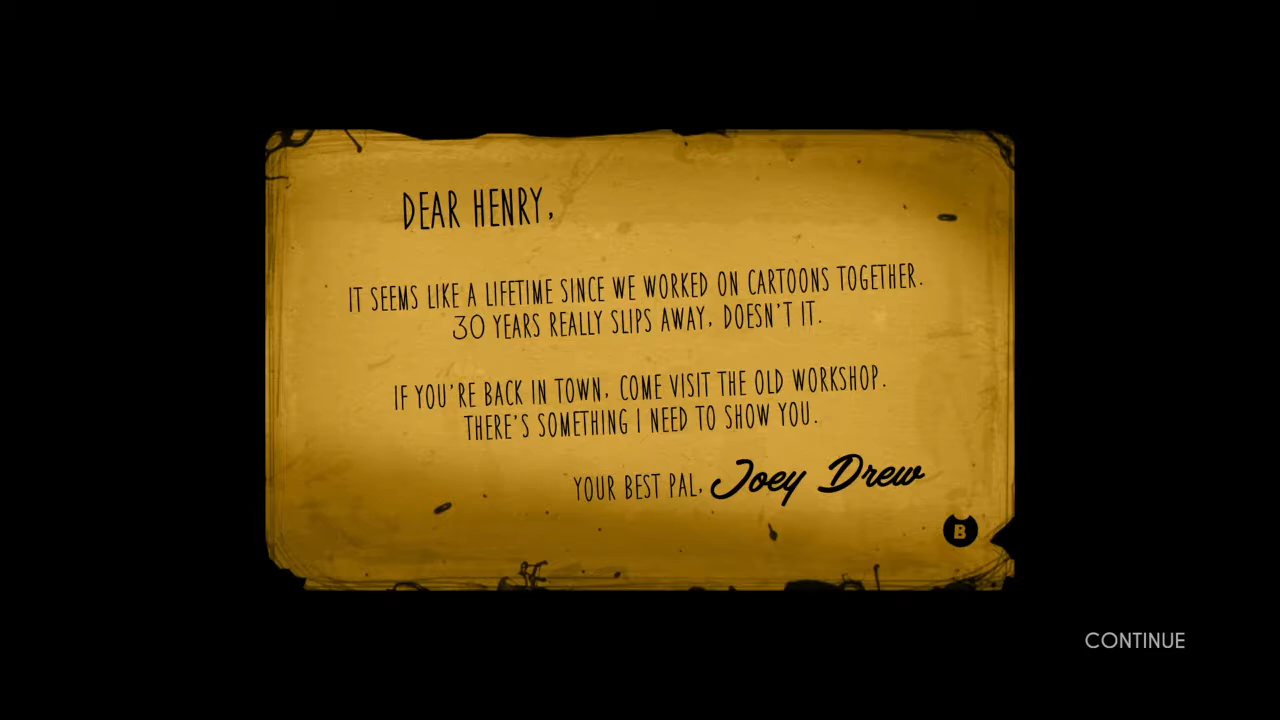 DEAR HENRY,
IT SEEMS LIKE A LIFETIME SINCE WE WORKED ON CARTOONS TOGETHER.
30 YEARS REALLY SLIPS AWAY, DOESN'T IT.
IF YOU'RE BACK IN TOWN, COME VISIT THE OLD WORKSHOP.
THERE'S SOMETHING I NEED TO SHOW YOU.
YOUR BEST PAL, Joey Drew
B
CONTINUE